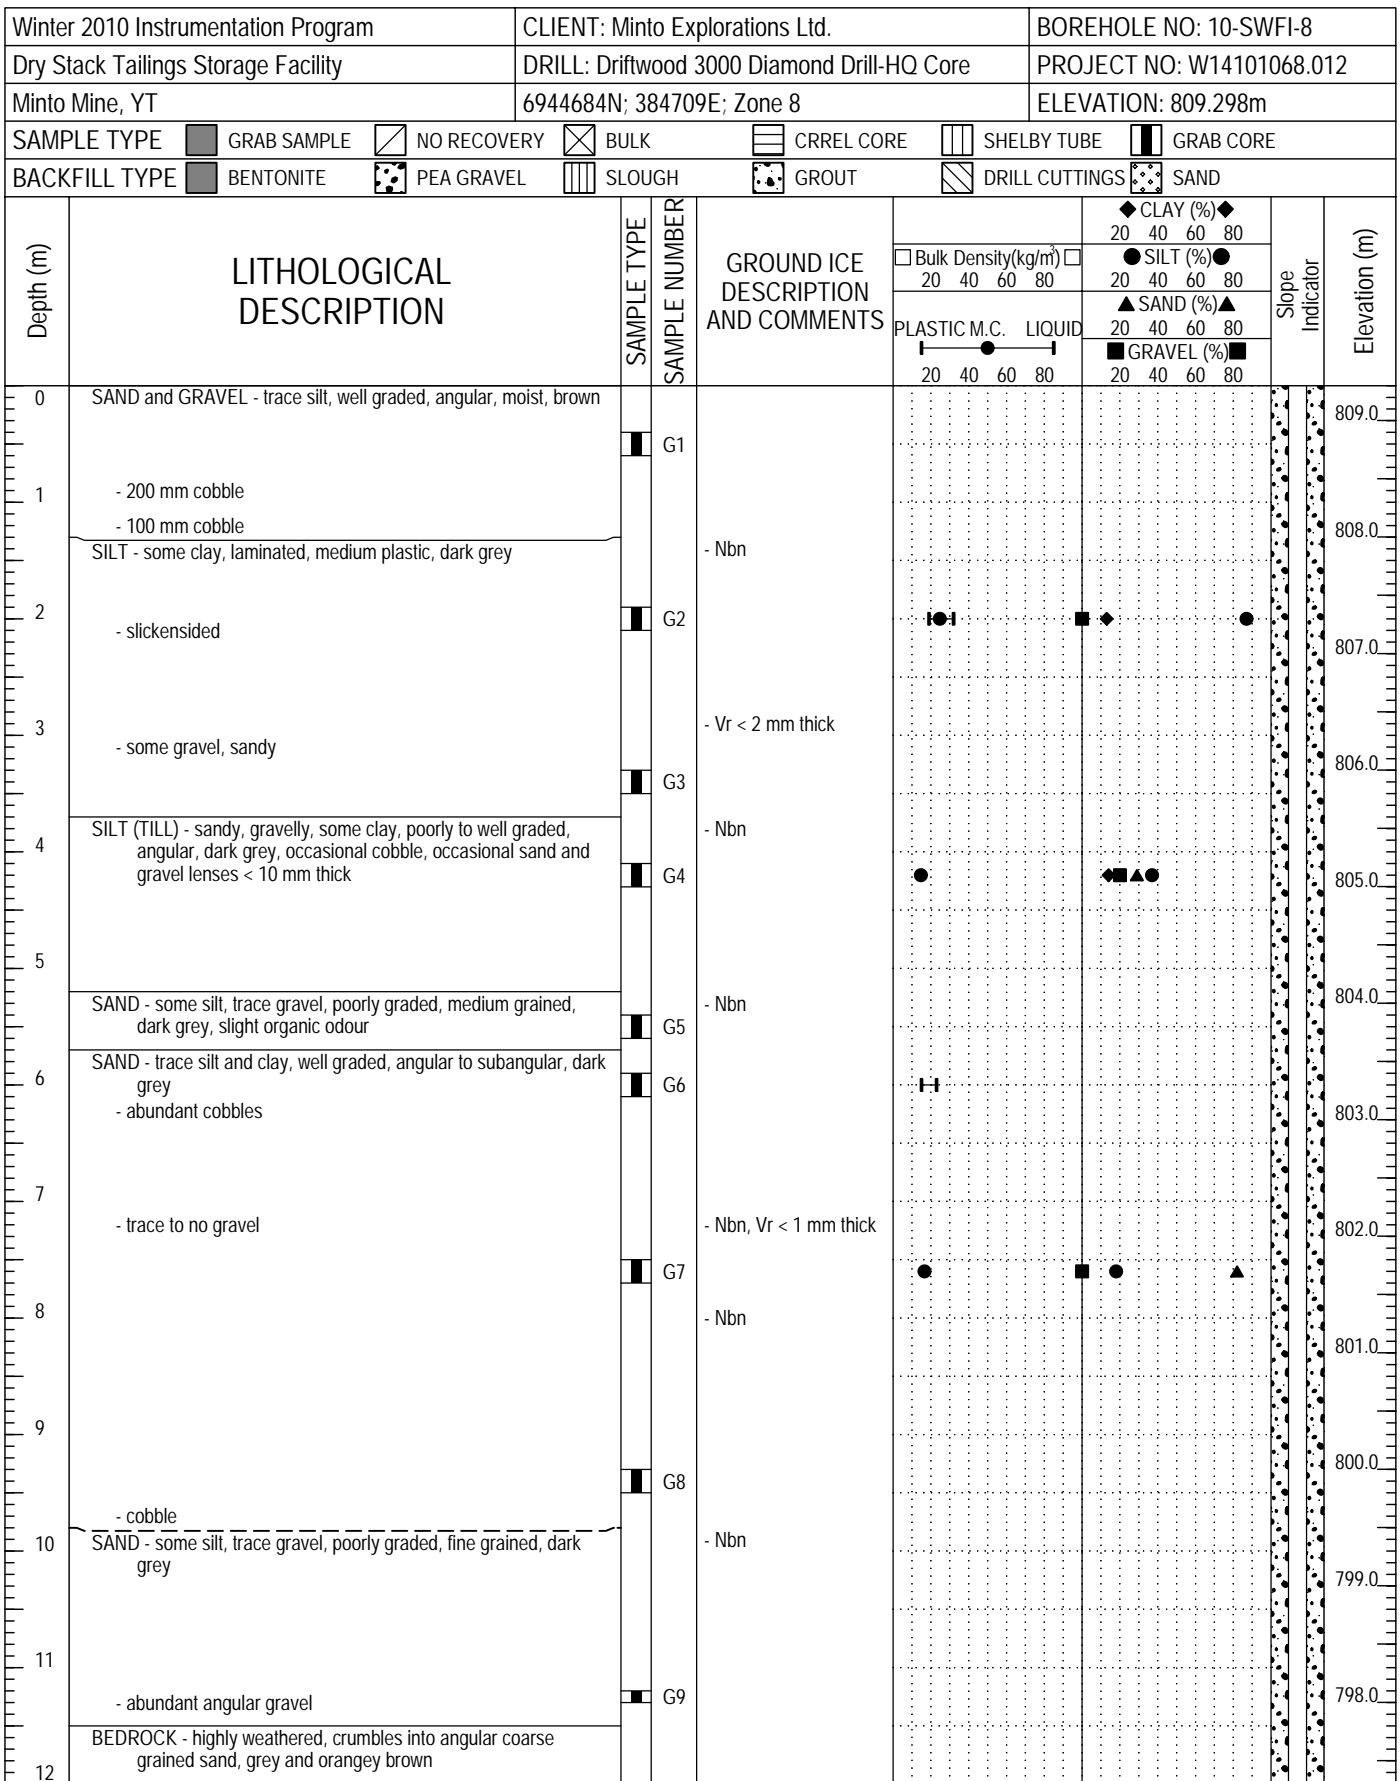 Winter 2010 Instrumentation Program
CLIENT: Minto Explorations Ltd.
BOREHOLE NO: 10-SWFI-8
Dry Stack Tailings Storage Facility
DRILL: Driftwood 3000 Diamond Drill-HQ Core
PROJECT NO: W14101068.012
Minto Mine, YT
6944684N; 384709E; Zone 8
ELEVATION: 809.298m
SAMPLE TYPE
GRAB SAMPLE
NO RECOVERY
BULK
CRREL CORE
SHELBY TUBE
GRAB CORE
BACKFILL TYPE
BENTONITE
PEA GRAVEL
SLOUGH
GROUT
DRILL CUTTINGS
SAND
Depth (m)
LITHOLOGICAL
DESCRIPTION
SAMPLE TYPE
SAMPLE NUMBER
GROUND ICE
DESCRIPTION
AND COMMENTS
Bulk Density(kg/m³)
20 40 60 80
PLASTIC M.C. LIQUID
20 40 60 80
CLAY (%)
20 40 60 80
SILT (%)
20 40 60 80
SAND (%)
20 40 60 80
GRAVEL (%)
20 40 60 80
Slope
Indicator
Elevation (m)
0
SAND and GRAVEL - trace silt, well graded, angular, moist, brown
809.0
G1
1
- 200 mm cobble
- 100 mm cobble
808.0
SILT - some clay, laminated, medium plastic, dark grey
- Nbn
2
G2
- slickensided
807.0
3
- Vr < 2 mm thick
- some gravel, sandy
806.0
G3
SILT (TILL) - sandy, gravelly, some clay, poorly to well graded,
angular, dark grey, occasional cobble, occasional sand and
gravel lenses < 10 mm thick
- Nbn
4
G4
805.0
5
SAND - some silt, trace gravel, poorly graded, medium grained,
dark grey, slight organic odour
- Nbn
804.0
G5
SAND - trace silt and clay, well graded, angular to subangular, dark
grey
6
G6
- abundant cobbles
803.0
7
- trace to no gravel
- Nbn, Vr < 1 mm thick
802.0
G7
8
- Nbn
801.0
9
800.0
G8
- cobble
10
SAND - some silt, trace gravel, poorly graded, fine grained, dark
grey
- Nbn
799.0
11
- abundant angular gravel
G9
798.0
BEDROCK - highly weathered, crumbles into angular coarse
grained sand, grey and orangey brown
12